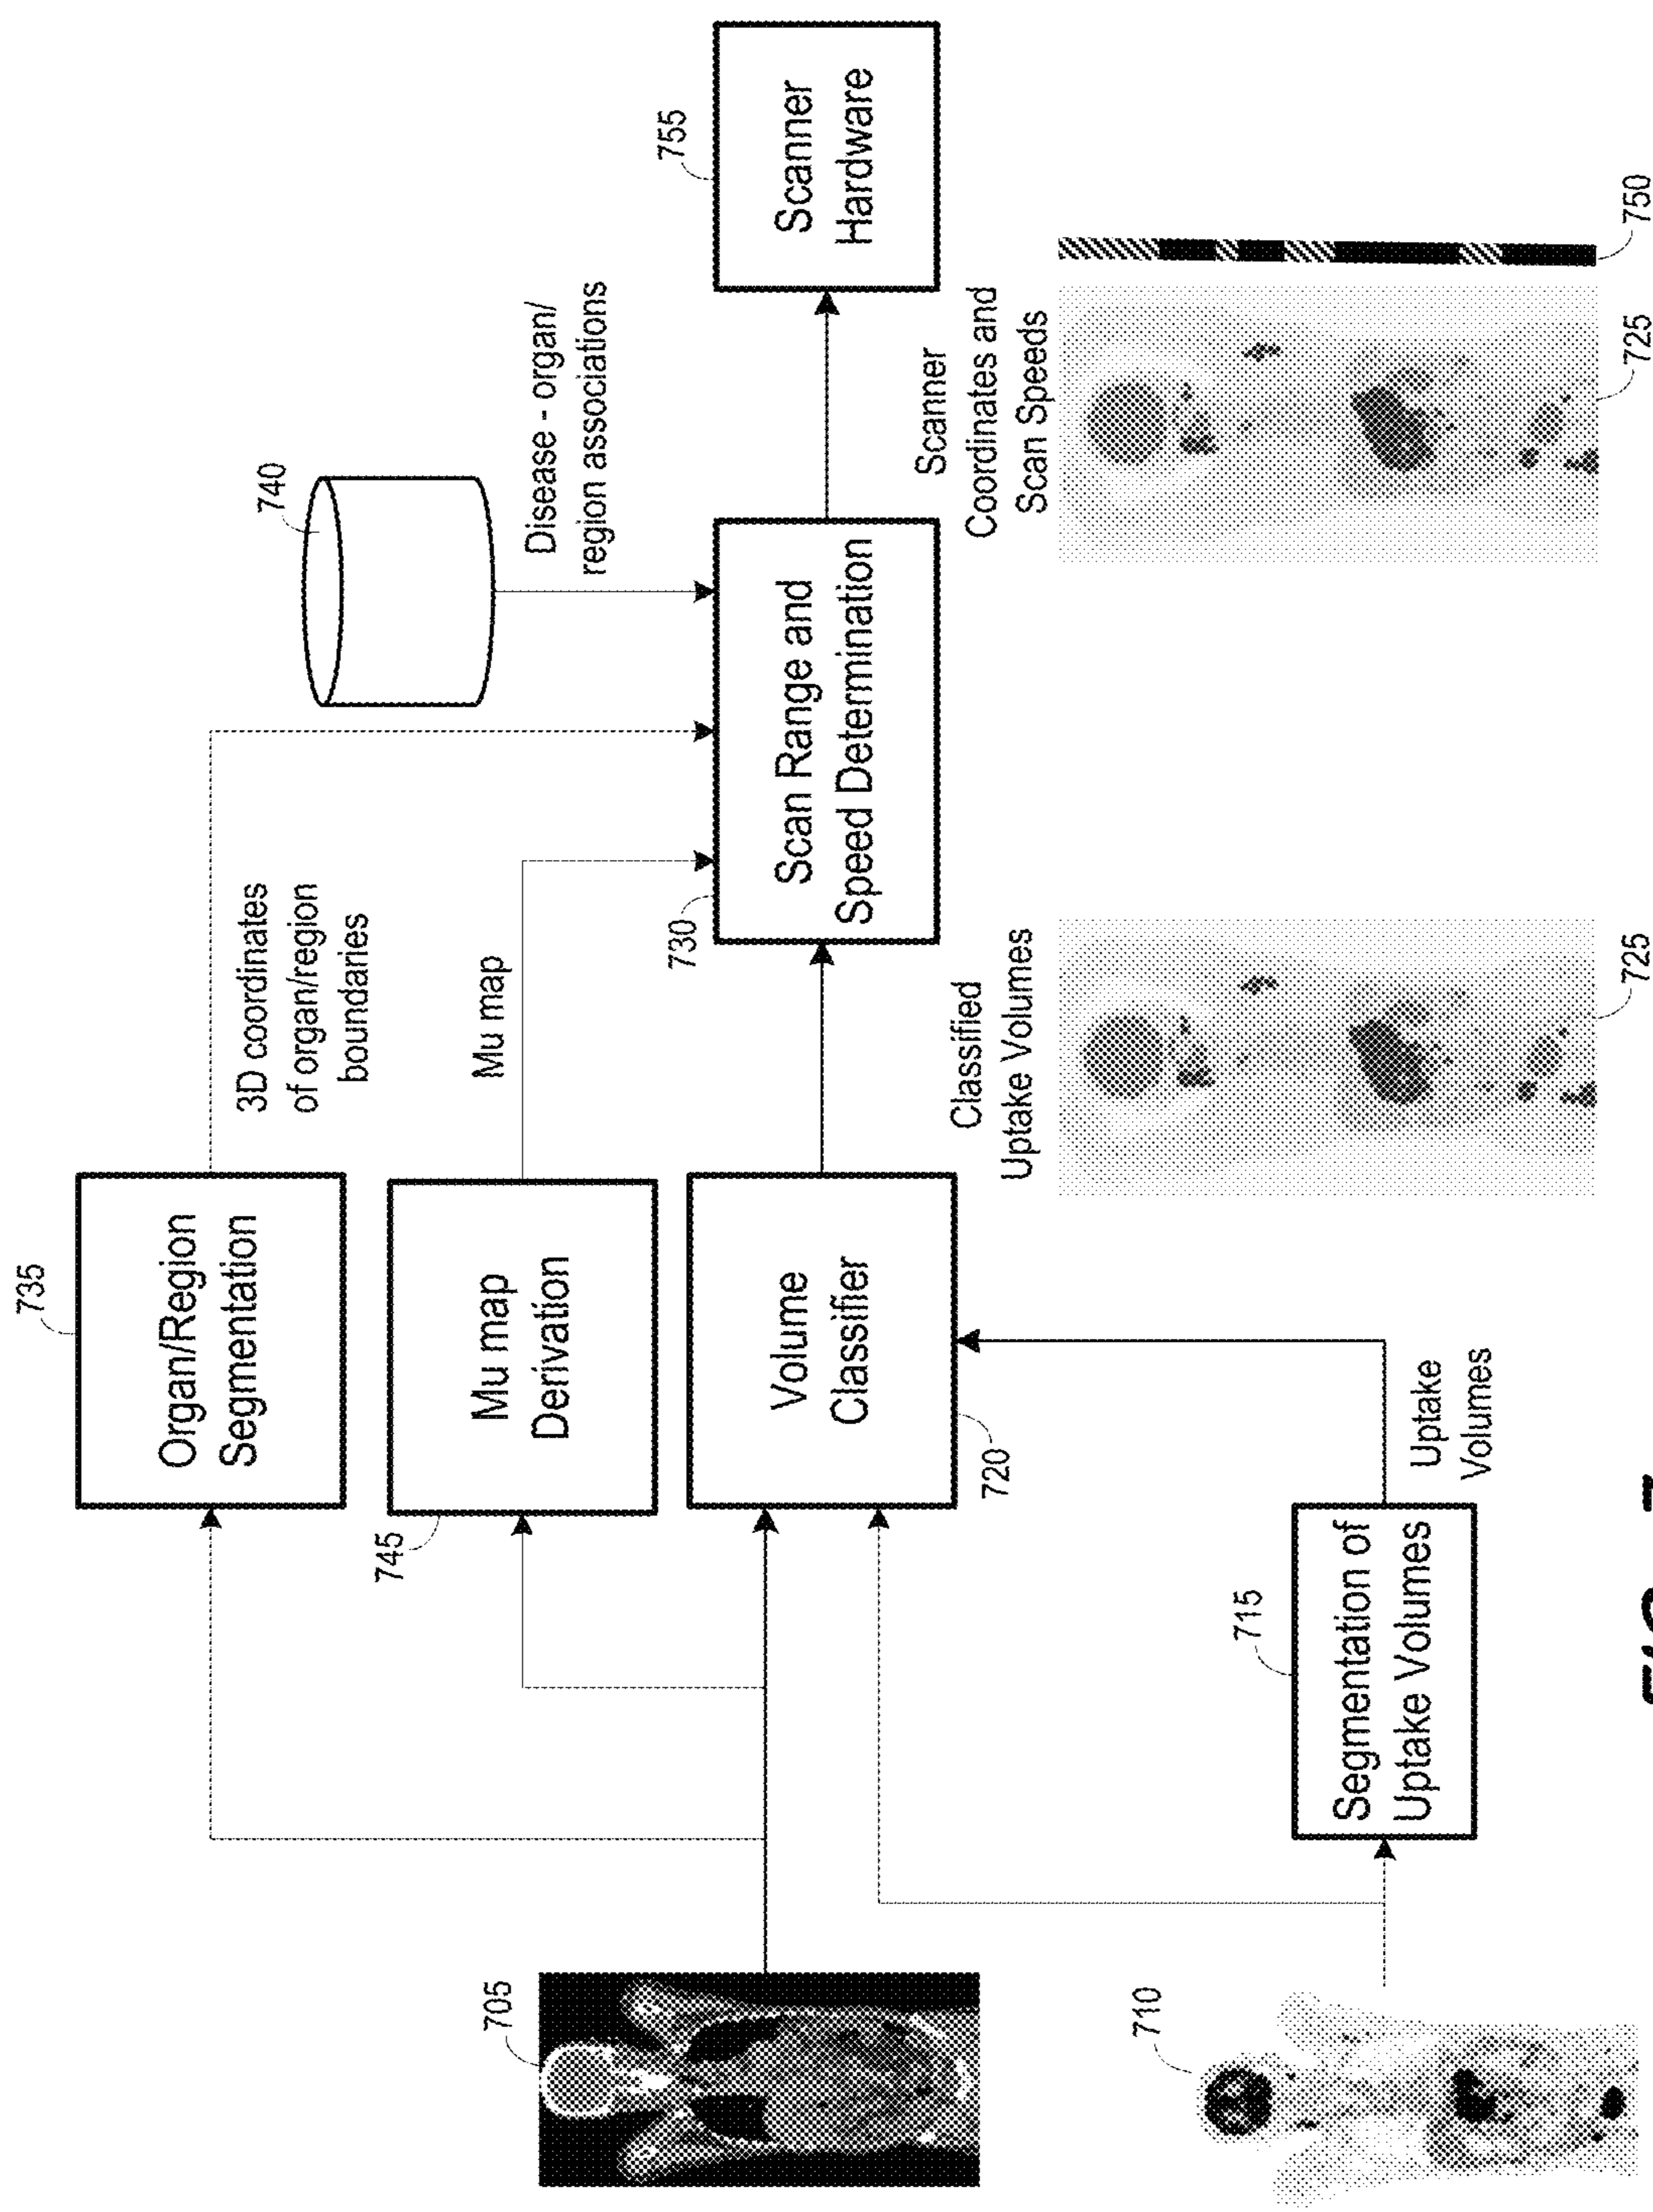 735
Organ/Region
Segmentation
3D coordinates
of organ/region
boundaries
740
Disease - organ/
region associations
745
Mu map
Derivation
Mu map
705
720
Volume
Classifier
730
Scan Range and
Speed Determination
755
Scanner
Hardware
Classified
Uptake Volumes
Scanner
Coordinates and
Scan Speeds
710
715
Segmentation of
Uptake Volumes
Uptake
Volumes
725
725
750